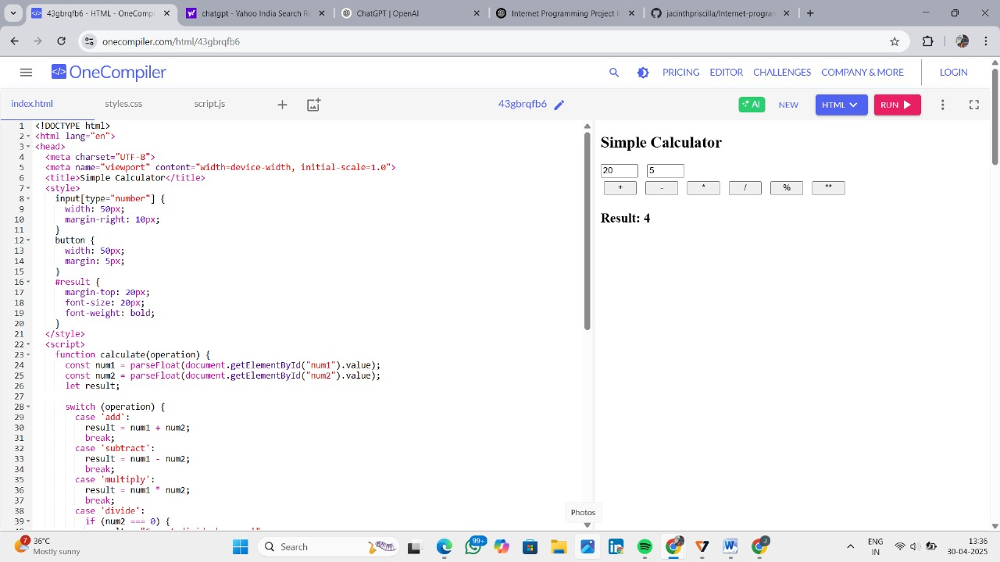 43gbrqfb6 - HTML - OneCompi
chatgpt - Yahoo India Search R
ChatGPT | OpenAI
Internet Programming Project I
jacinthpriscilla/Internet-progran
onecompiler.com/html/43gbrqfb6
OneCompiler
PRICING
EDITOR
CHALLENGES
COMPANY & MORE
LOGIN
index.html
styles.css
script.js
43gbrqfb6
AI
NEW
HTML
RUN
1 <!DOCTYPE html>
2 <html lang="en">
3 <head>
4 <meta charset="UTF-8">
5 <meta name="viewport" content="width=device-width, initial-scale=1.0">
6 <title>Simple Calculator</title>
7 <style>
8 input[type="number"] {
9 width: 50px;
10 margin-right: 10px;
11 }
12 button {
13 width: 50px;
14 margin: 5px;
15 }
16 #result {
17 margin-top: 20px;
18 font-size: 20px;
19 font-weight: bold;
20 }
21 </style>
22 <script>
23 function calculate(operation) {
24 const num1 = parseFloat(document.getElementById("num1").value);
25 const num2 = parseFloat(document.getElementById("num2").value);
26 let result;
27
28 switch (operation) {
29 case 'add':
30 result = num1 + num2;
31 break;
32 case 'subtract':
33 result = num1 - num2;
34 break;
35 case 'multiply':
36 result = num1 * num2;
37 break;
38 case 'divide':
39 if (num2 === 0) {
Simple Calculator
20 5
+ - * / % **
Result: 4
Photos
7
36°C
Mostly sunny
Search
99+
J
ENG
IN
13:36
30-04-2025